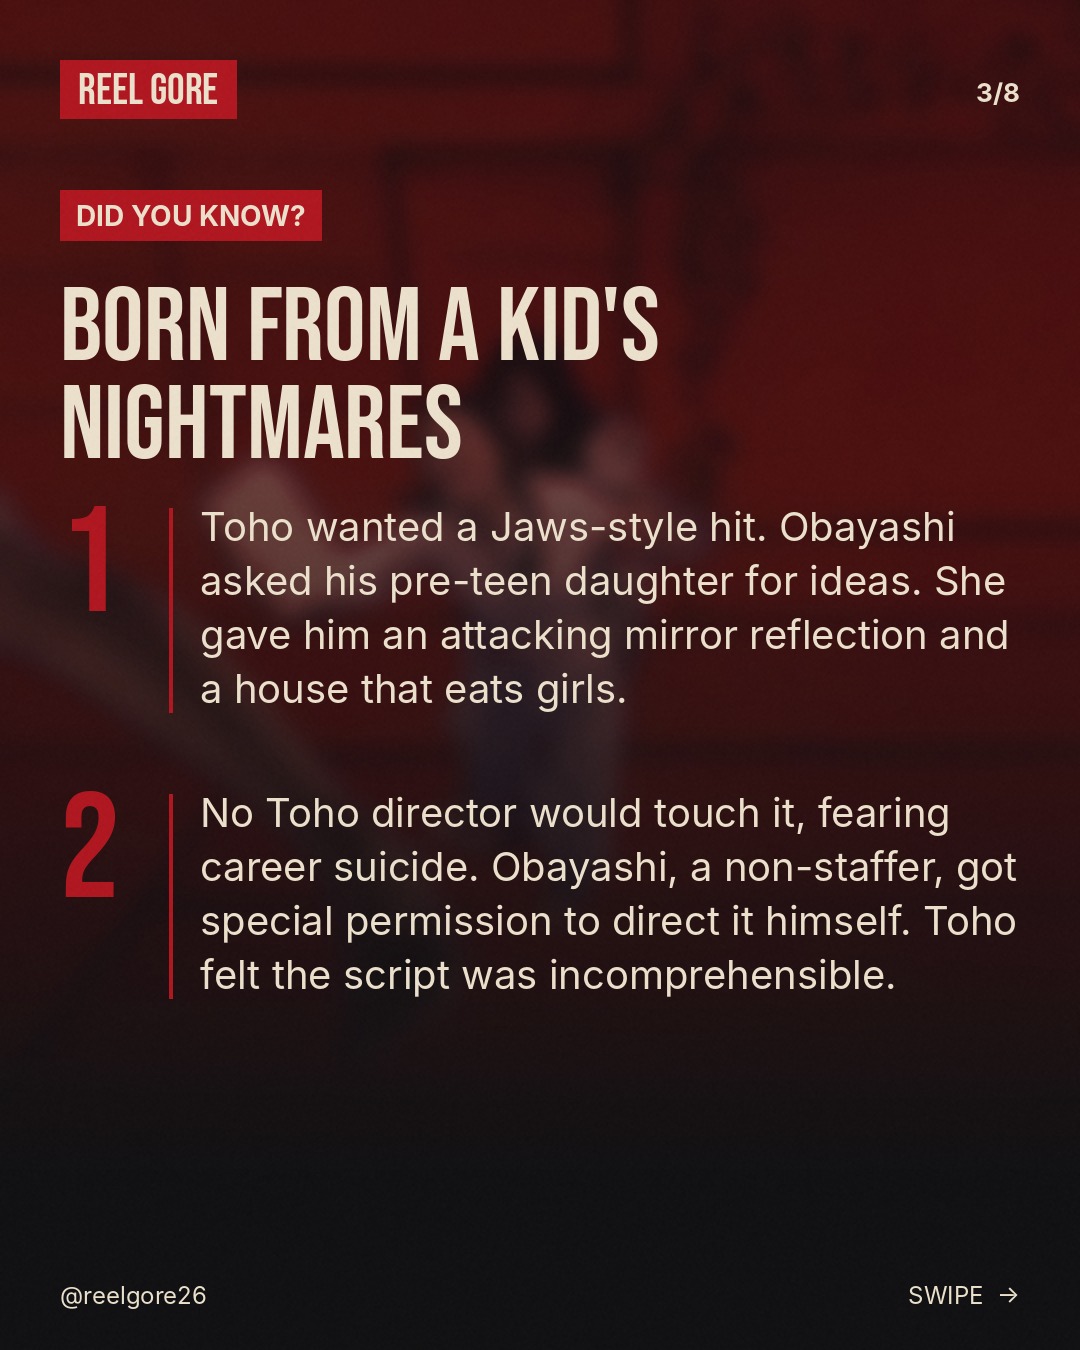 REEL GORE
3/8
DID YOU KNOW?
BORN FROM A KID'S
NIGHTMARES
1
Toho wanted a Jaws-style hit. Obayashi
asked his pre-teen daughter for ideas. She
gave him an attacking mirror reflection and
a house that eats girls.
2
No Toho director would touch it, fearing
career suicide. Obayashi, a non-staffer, got
special permission to direct it himself. Toho
felt the script was incomprehensible.
@reelgore26
SWIPE →